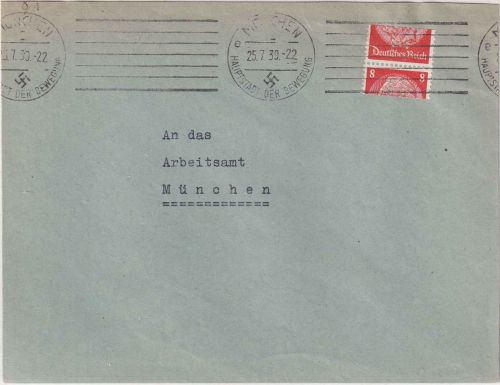 MÜNCHEN
25.7.39.-22
HAUPTSTADT DER BEWEGUNG
Deutsches Reich
8 8
An das
Arbeitsamt
München